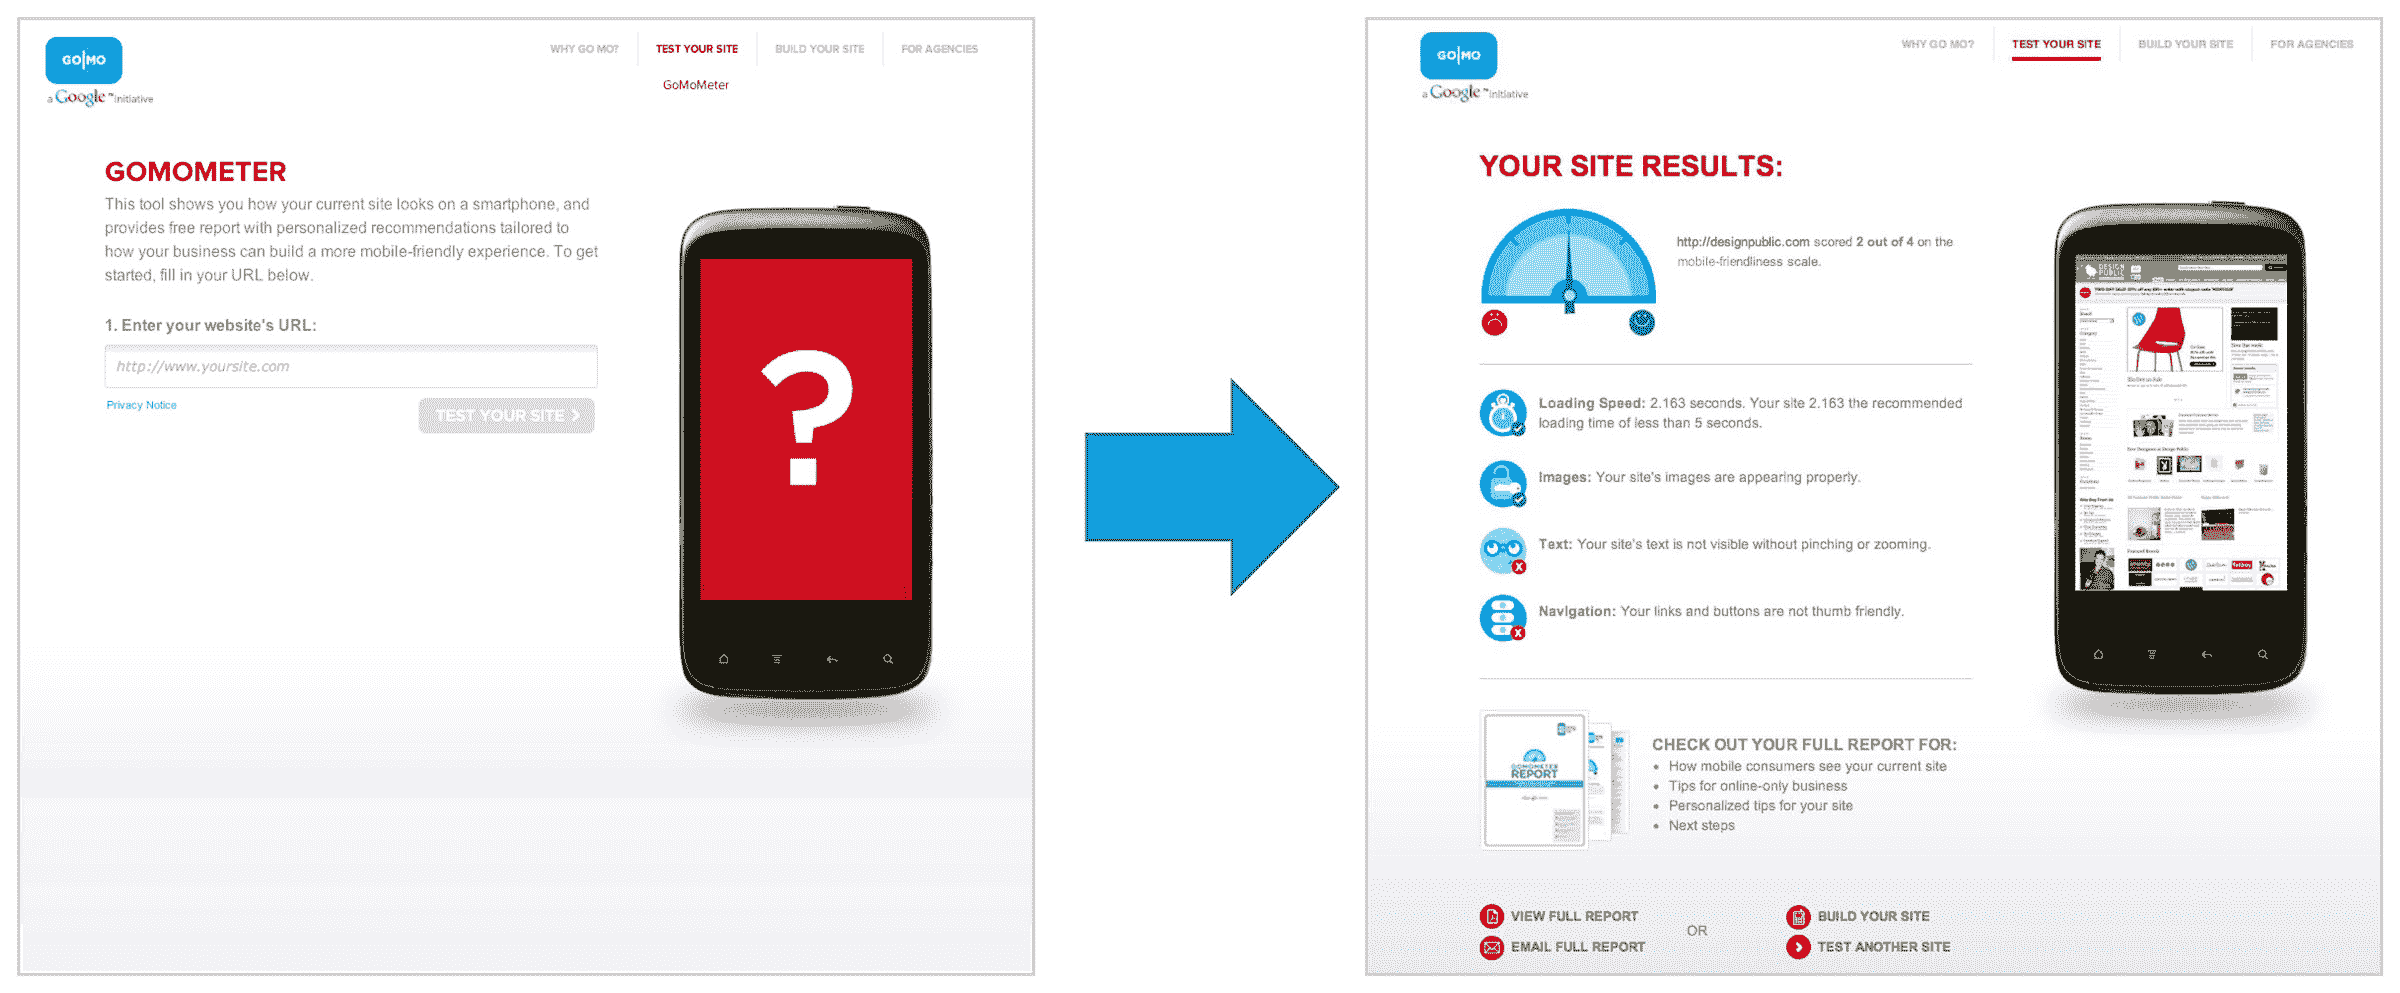 GO|MO
a Google™ initiative
WHY GO MO?
TEST YOUR SITE
BUILD YOUR SITE
FOR AGENCIES
GoMoMeter
GOMOMETER
This tool shows you how your current site looks on a smartphone, and
provides free report with personalized recommendations tailored to
how your business can build a more mobile-friendly experience. To get
started, fill in your URL below.
1. Enter your website's URL:
http://www.yoursite.com
Privacy Notice
TEST YOUR SITE >
?
GO|MO
a Google™ initiative
WHY GO MO?
TEST YOUR SITE
BUILD YOUR SITE
FOR AGENCIES
YOUR SITE RESULTS:
http://designpublic.com scored 2 out of 4 on the
mobile-friendliness scale.
Loading Speed: 2.163 seconds. Your site 2.163 the recommended
loading time of less than 5 seconds.
Images: Your site's images are appearing properly.
Text: Your site's text is not visible without pinching or zooming.
Navigation: Your links and buttons are not thumb friendly.
DESIGN
PUBLIC
GOMOMETER
REPORT
CHECK OUT YOUR FULL REPORT FOR:
• How mobile consumers see your current site
• Tips for online-only business
• Personalized tips for your site
• Next steps
VIEW FULL REPORT
EMAIL FULL REPORT
OR
BUILD YOUR SITE
TEST ANOTHER SITE